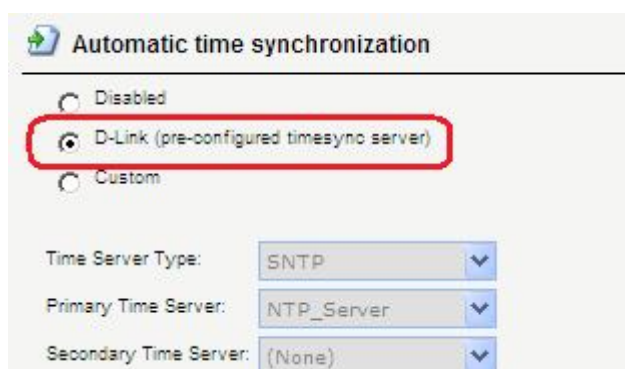 Automatic time synchronization
Disabled
D-Link (pre-configured timesync server)
Custom
Time Server Type: SNTP
Primary Time Server: NTP_Server
Secondary Time Server: (None)